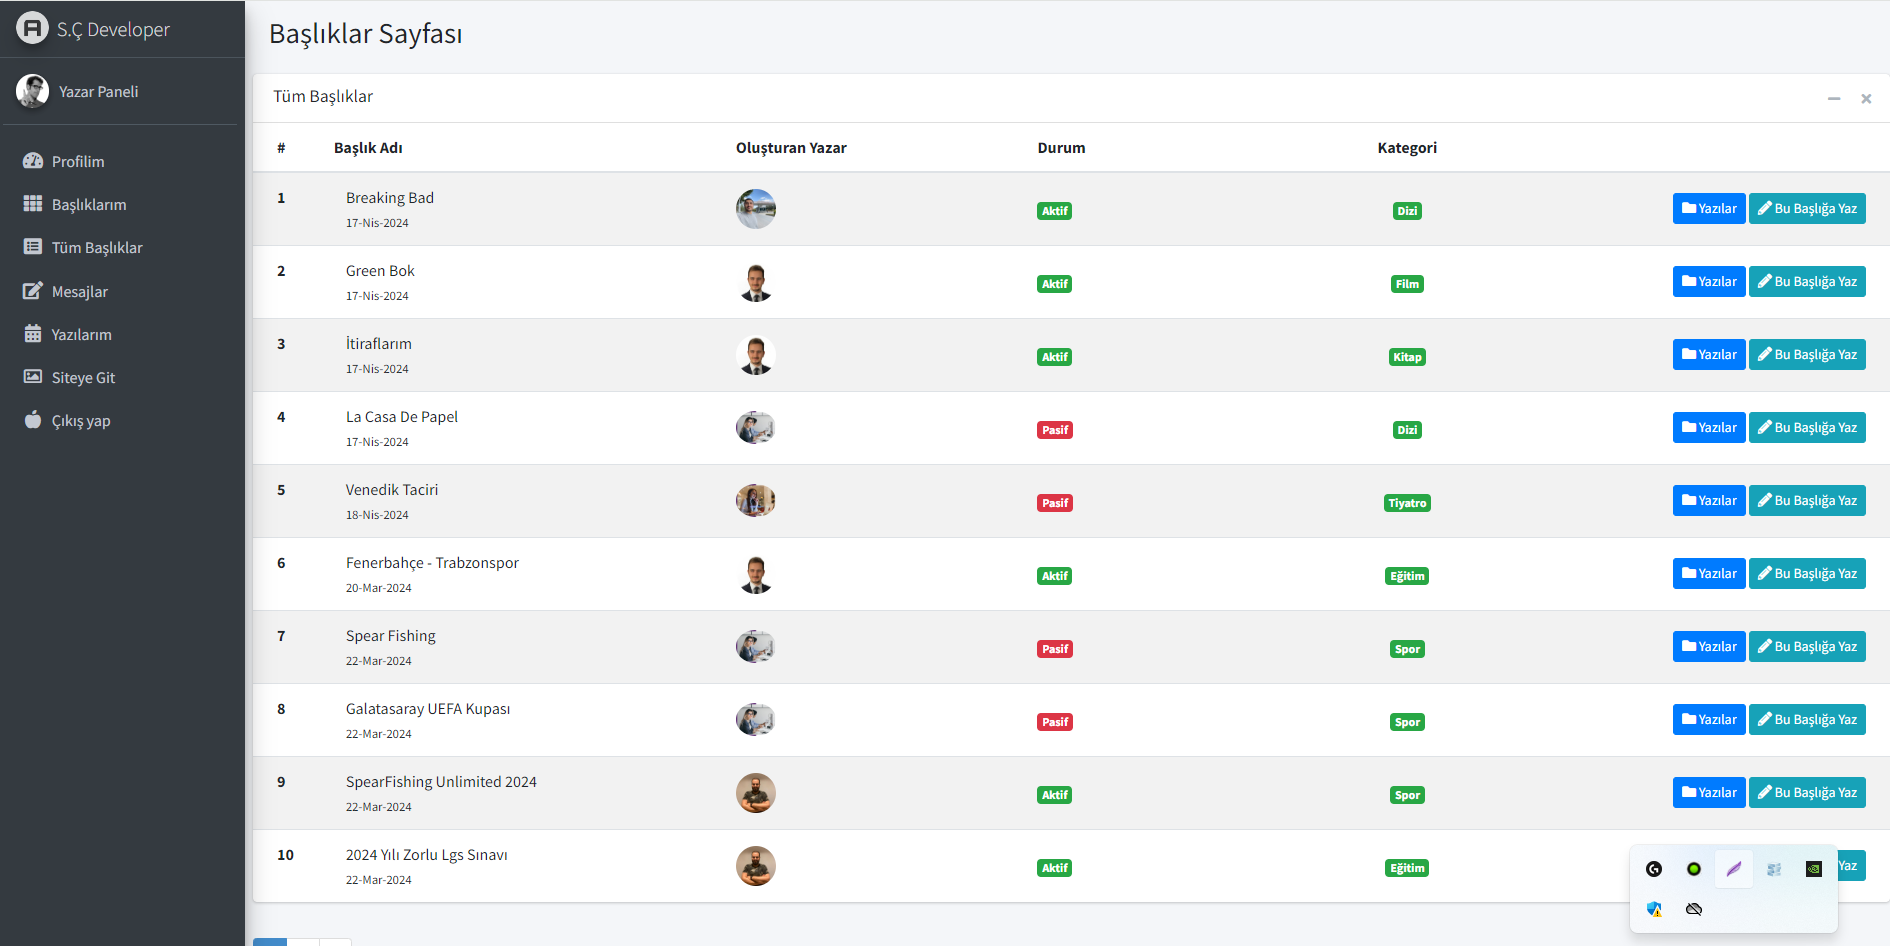 S.Ç Developer
Yazar Paneli
Profilim
Başlıklarım
Tüm Başlıklar
Mesajlar
Yazılarım
Siteye Git
Çıkış yap
Başlıklar Sayfası
Tüm Başlıklar
# Başlık Adı Oluşturan Yazar Durum Kategori
1 Breaking Bad Aktif Dizi Yazılar Bu Başlığa Yaz
17-Nis-2024
2 Green Bok Aktif Film Yazılar Bu Başlığa Yaz
17-Nis-2024
3 İtiraflarım Aktif Kitap Yazılar Bu Başlığa Yaz
17-Nis-2024
4 La Casa De Papel Pasif Dizi Yazılar Bu Başlığa Yaz
17-Nis-2024
5 Venedik Taciri Pasif Tiyatro Yazılar Bu Başlığa Yaz
18-Nis-2024
6 Fenerbahçe - Trabzonspor Aktif Eğitim Yazılar Bu Başlığa Yaz
20-Mar-2024
7 Spear Fishing Pasif Spor Yazılar Bu Başlığa Yaz
22-Mar-2024
8 Galatasaray UEFA Kupası Pasif Spor Yazılar Bu Başlığa Yaz
22-Mar-2024
9 SpearFishing Unlimited 2024 Aktif Spor Yazılar Bu Başlığa Yaz
22-Mar-2024
10 2024 Yılı Zorlu Lgs Sınavı Aktif Eğitim Yaz
22-Mar-2024